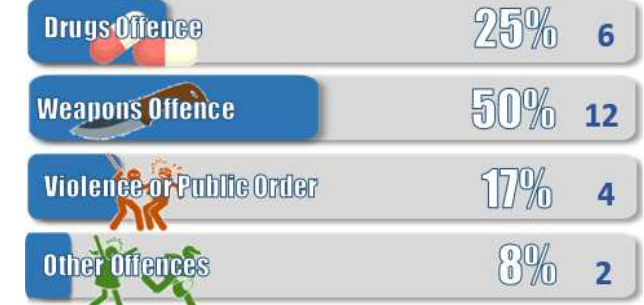 Drugs Offence 25% 6
Weapons Offence 50% 12
Violence or Public Order 17% 4
Other Offences 8% 2